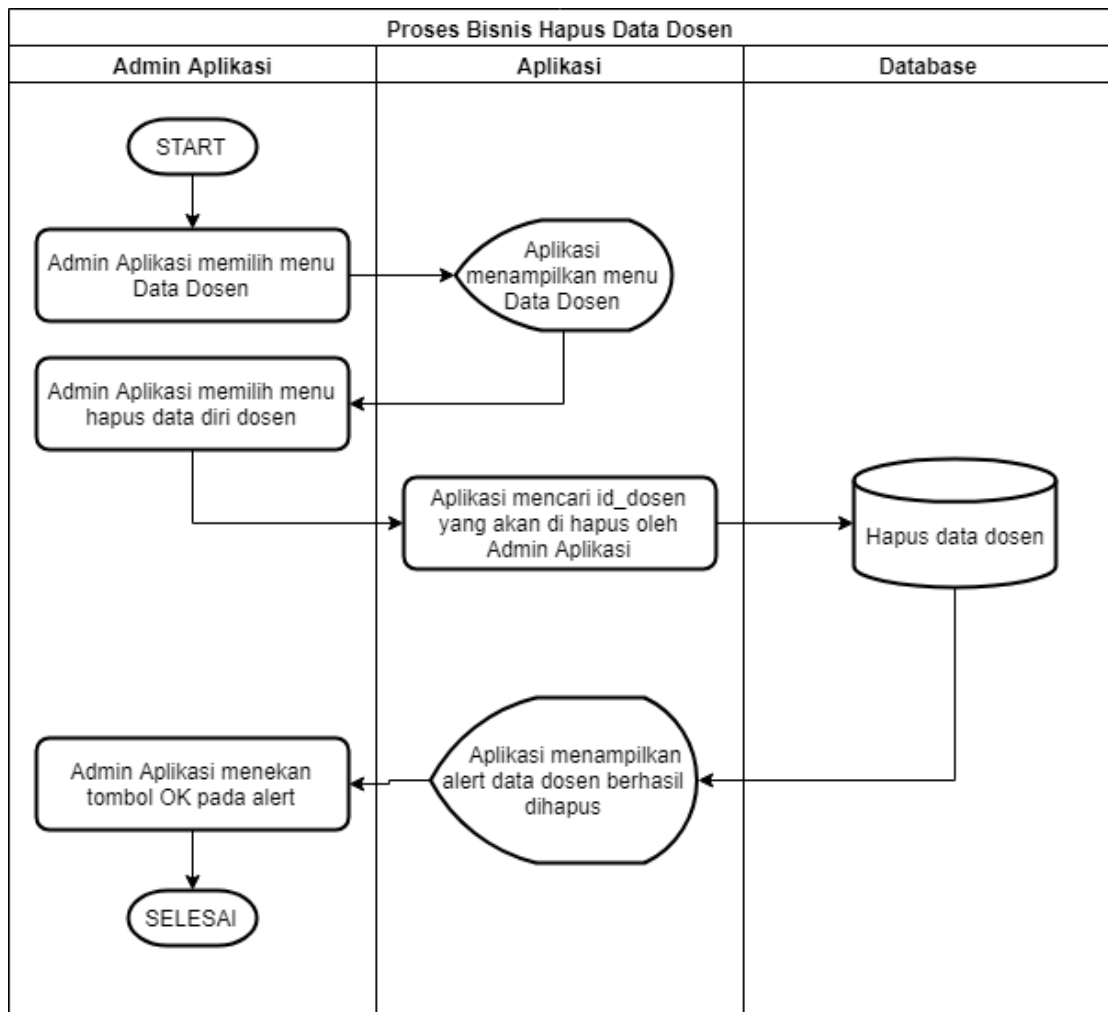 Proses Bisnis Hapus Data Dosen
Admin Aplikasi
Aplikasi
Database
START
Admin Aplikasi memilih menu
Data Dosen
Aplikasi
menampilkan menu
Data Dosen
Admin Aplikasi memilih menu
hapus data diri dosen
Aplikasi mencari id_dosen
yang akan di hapus oleh
Admin Aplikasi
Hapus data dosen
Aplikasi menampilkan
alert data dosen berhasil
dihapus
Admin Aplikasi menekan
tombol OK pada alert
SELESAI